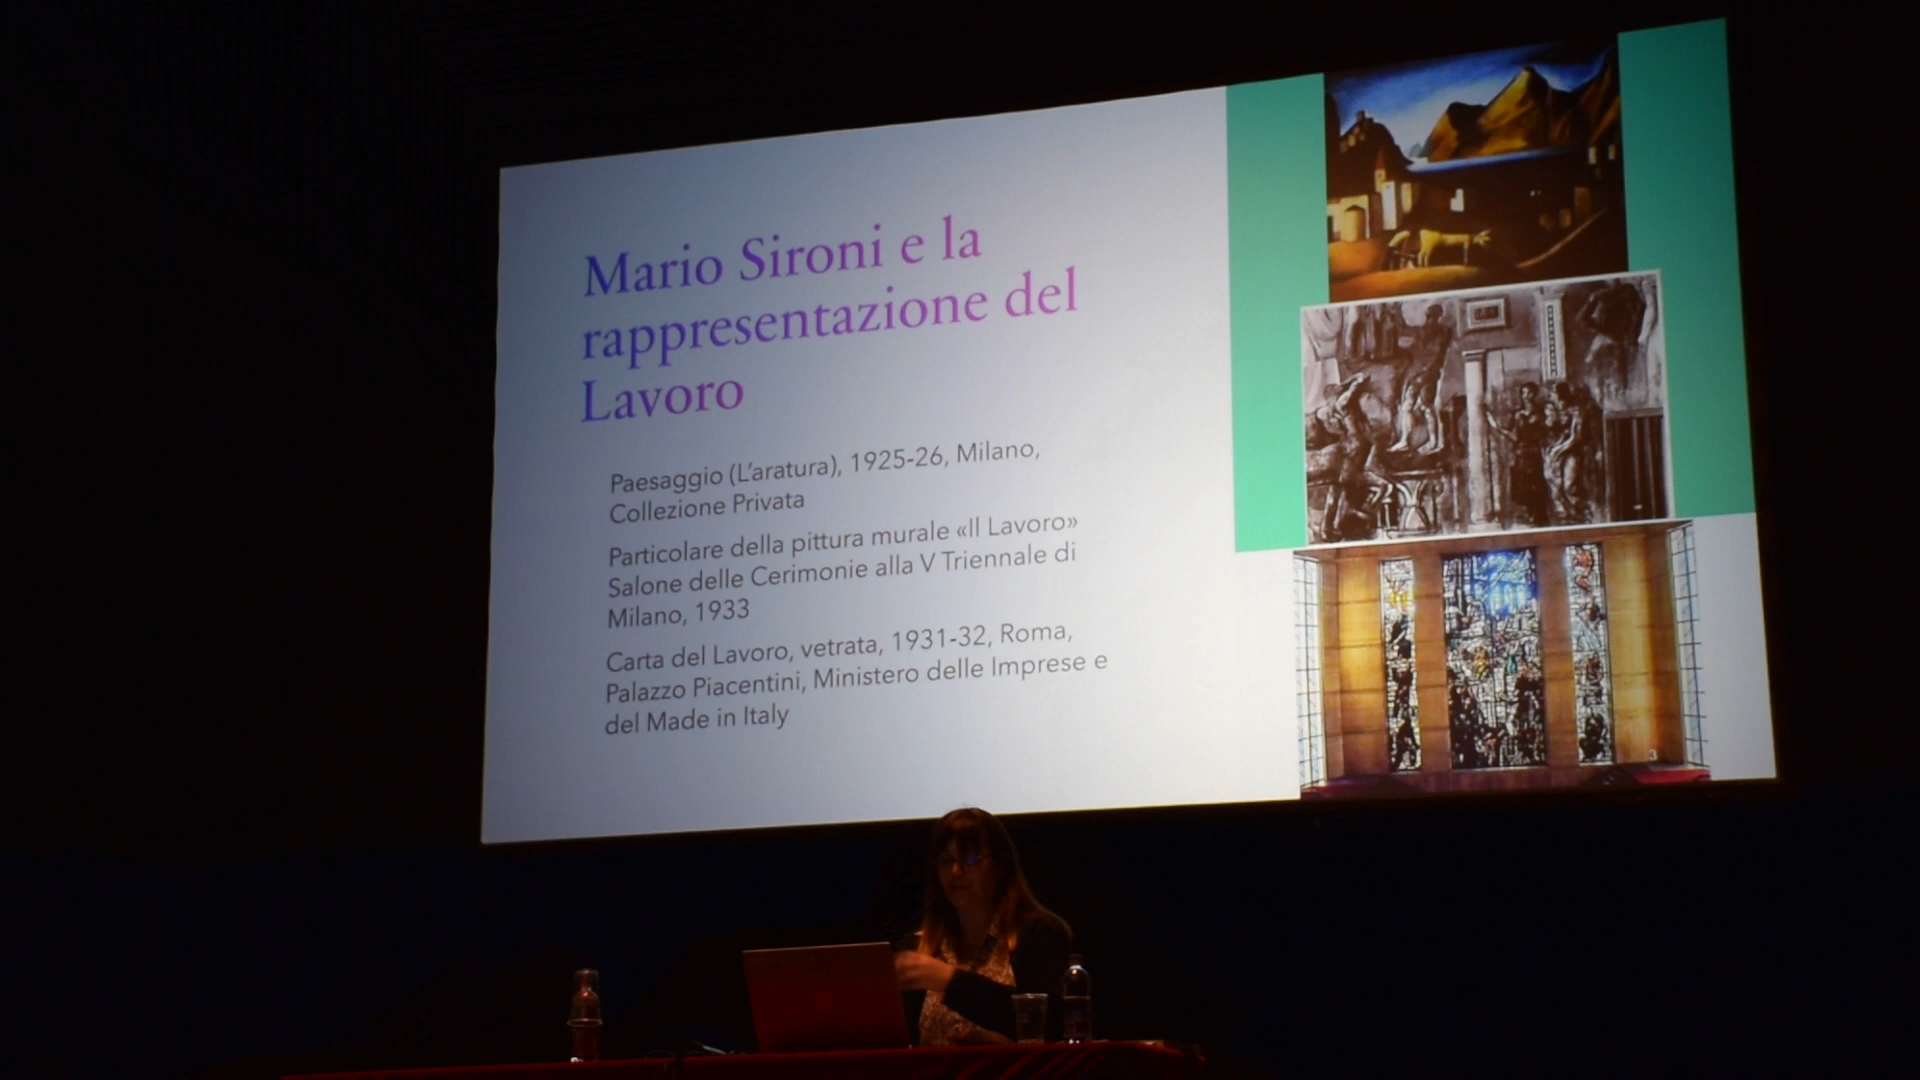 Mario Sironi e la
rappresentazione del
Lavoro
Paesaggio (L'aratura), 1925-26, Milano,
Collezione Privata
Particolare della pittura murale «Il Lavoro»
Salone delle Cerimonie alla V Triennale di
Milano, 1933
Carta del Lavoro, vetrata, 1931-32, Roma,
Palazzo Piacentini, Ministero delle Imprese e
del Made in Italy
3